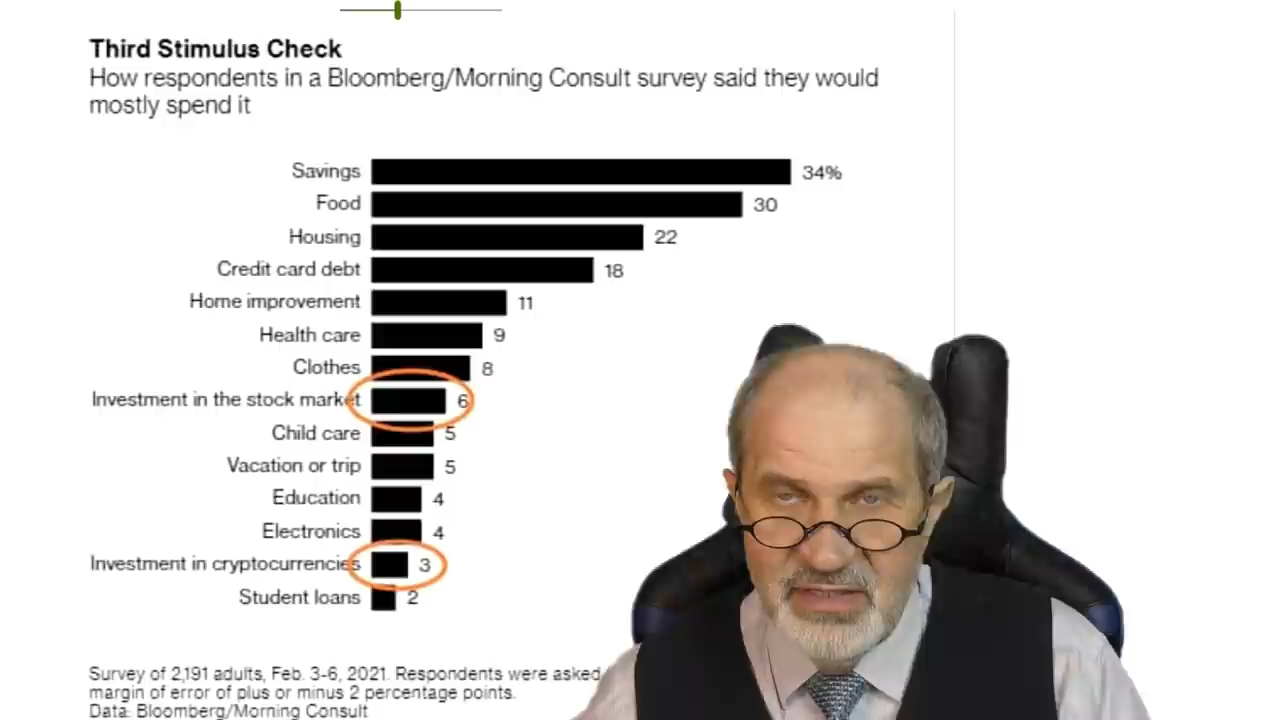 Third Stimulus Check
How respondents in a Bloomberg/Morning Consult survey said they would
mostly spend it
Savings 34%
Food 30
Housing 22
Credit card debt 18
Home improvement 11
Health care 9
Clothes 8
Investment in the stock market 6
Child care 5
Vacation or trip 5
Education 4
Electronics 4
Investment in cryptocurrencies 3
Student loans 2
Survey of 2,191 adults, Feb. 3-6, 2021. Respondents were asked
margin of error of plus or minus 2 percentage points.
Data: Bloomberg/Morning Consult